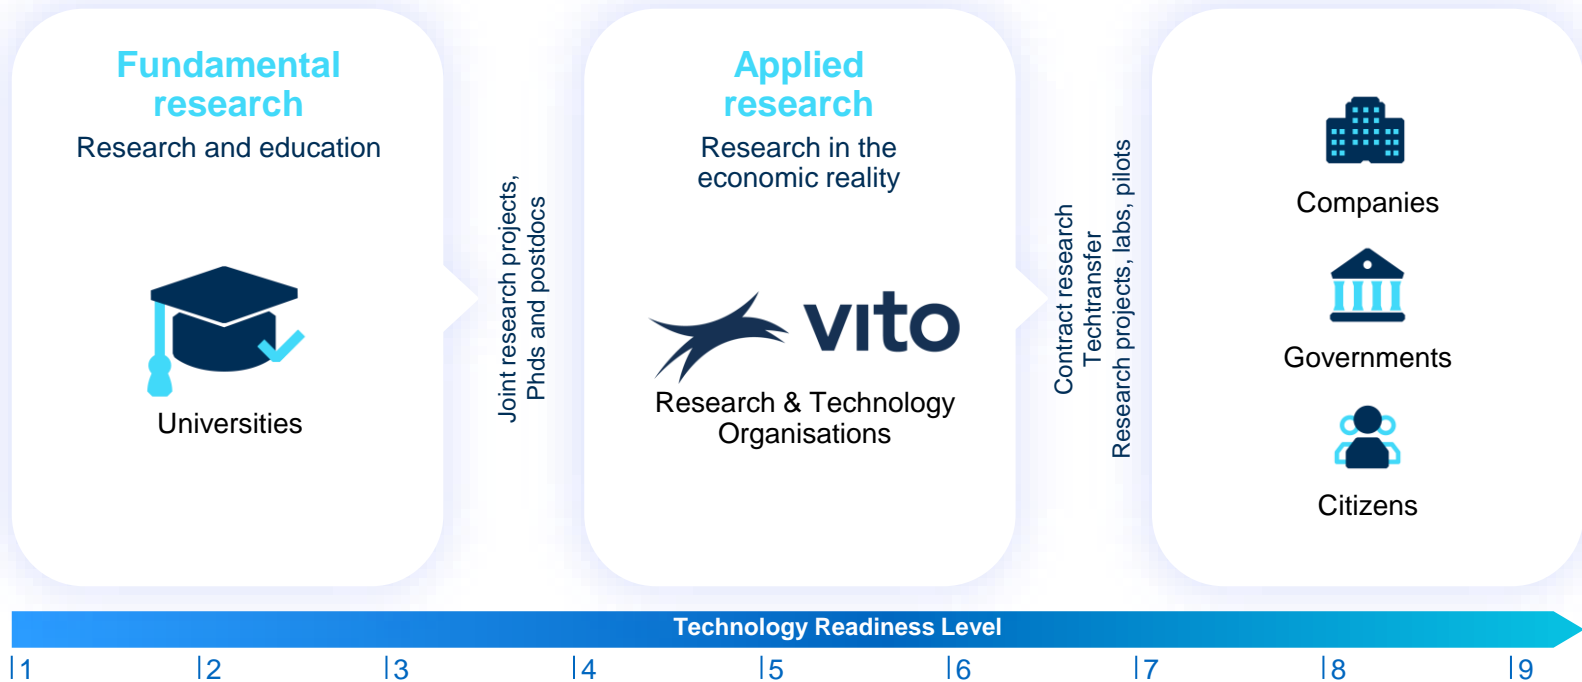 Fundamental
research
Research and education
Universities
Joint research projects,
Phds and postdocs
Applied
research
Research in the
economic reality
vito
Research & Technology
Organisations
Contract research
Techtransfer
Research projects, labs, pilots
Companies
Governments
Citizens
Technology Readiness Level
1 2 3 4 5 6 7 8 9